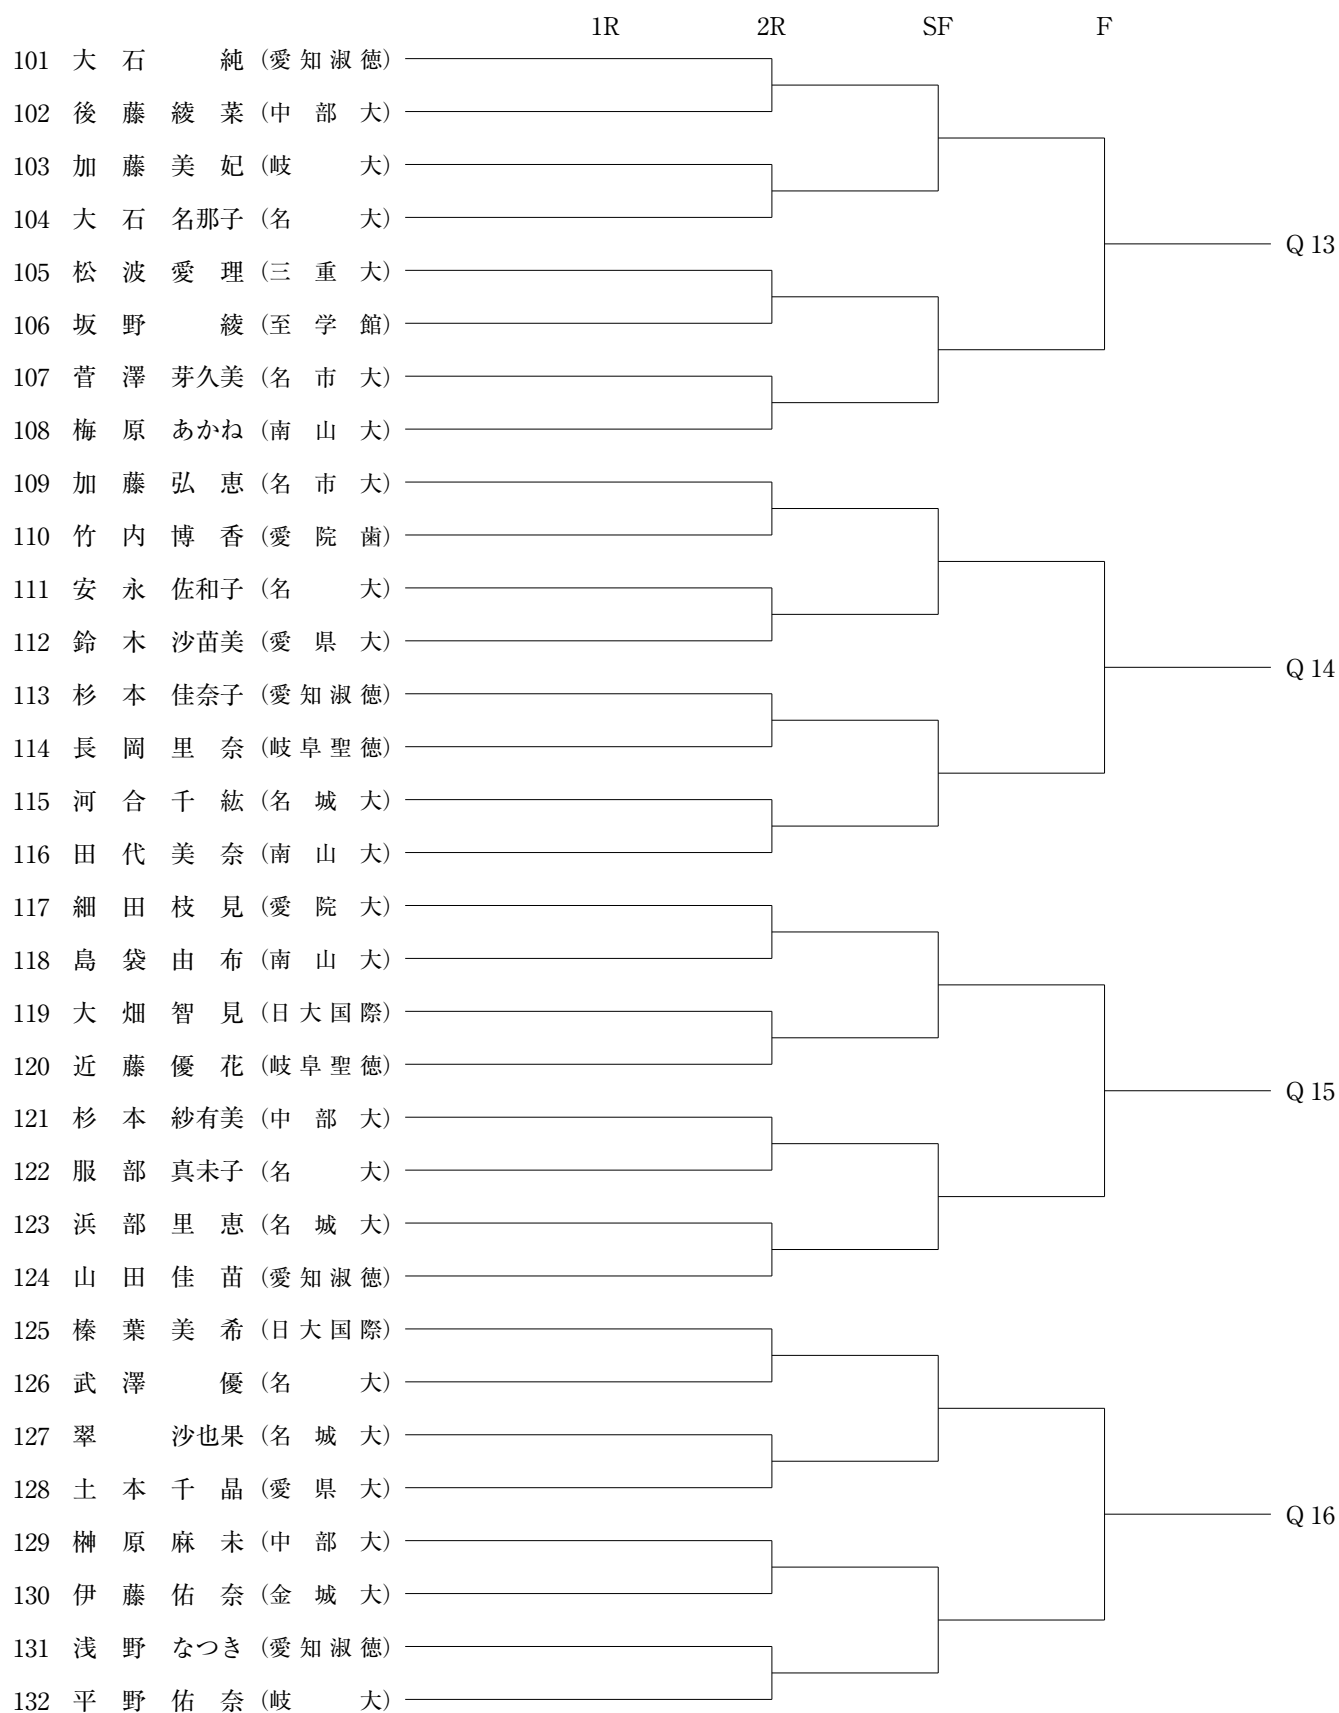 1R 2R SF F
101 大石 純 (愛知淑徳)
102 後藤綾菜 (中部大)
103 加藤美妃 (岐大)
104 大石名那子 (名大)
Q 13
105 松波愛理 (三重大)
106 坂野 綾 (至学館)
107 菅澤芽久美 (名市大)
108 梅原あかね (南山大)
109 加藤弘恵 (名市大)
110 竹内博香 (愛院歯)
111 安永佐和子 (名大)
112 鈴木沙苗美 (愛県大)
Q 14
113 杉本佳奈子 (愛知淑徳)
114 長岡里奈 (岐阜聖徳)
115 河合千紘 (名城大)
116 田代美奈 (南山大)
117 細田枝見 (愛院大)
118 島袋由布 (南山大)
119 大畑智見 (日大国際)
120 近藤優花 (岐阜聖徳)
Q 15
121 杉本紗有美 (中部大)
122 服部真未子 (名大)
123 浜部里恵 (名城大)
124 山田佳苗 (愛知淑徳)
125 榛葉美希 (日大国際)
126 武澤 優 (名大)
127 翠 沙也果 (名城大)
128 土本千晶 (愛県大)
Q 16
129 榊原麻未 (中部大)
130 伊藤佑奈 (金城大)
131 浅野なつき (愛知淑徳)
132 平野佑奈 (岐大)